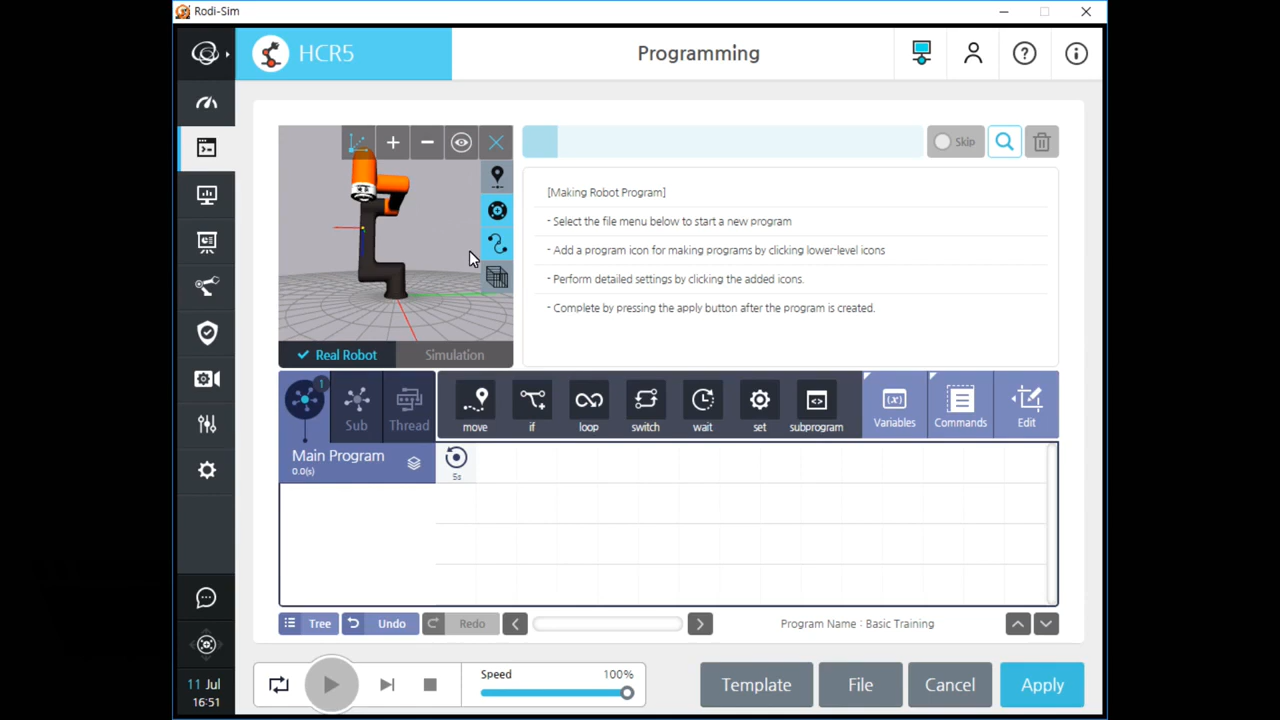 Rodi-Sim
HCR5
Programming
Skip
[Making Robot Program]
- Select the file menu below to start a new program
- Add a program icon for making programs by clicking lower-level icons
- Perform detailed settings by clicking the added icons.
- Complete by pressing the apply button after the program is created.
Real Robot
Simulation
1
Sub
Thread
move
if
loop
switch
wait
set
subprogram
(x)
Variables
Commands
Edit
Main Program
0.0(s)
5s
Tree
Undo
Redo
Program Name : Basic Training
Speed
100%
Template
File
Cancel
Apply
11 Jul
16:51